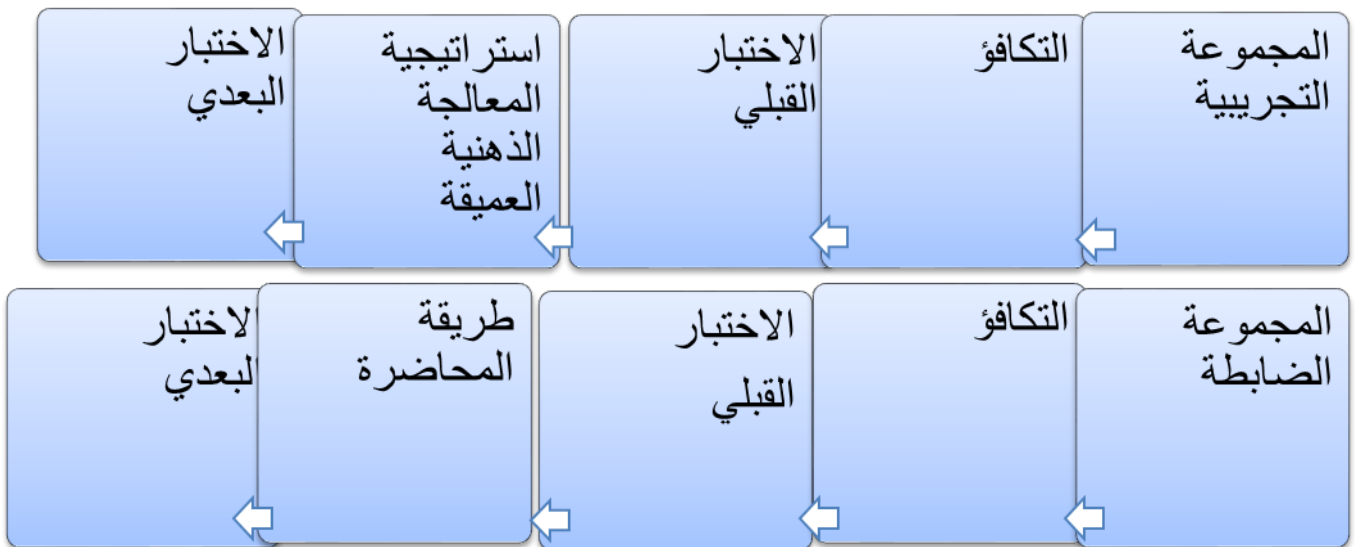 المجموعة
التجريبية
التكافؤ
الاختبار
القبلي
استراتيجية
المعالجة
الذهنية
العميقة
الاختبار
البعدي
المجموعة
الضابطة
التكافؤ
الاختبار
القبلي
طريقة
المحاضرة
الاختبار
البعدي